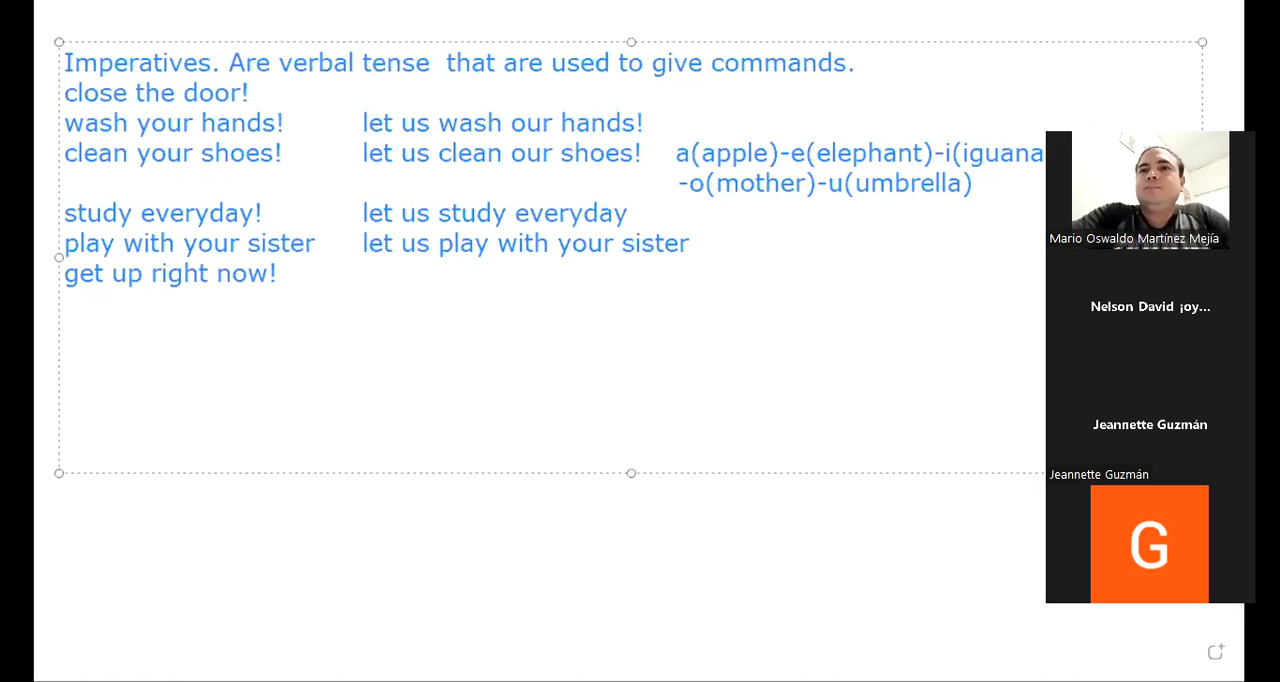 Imperatives. Are verbal tense  that are used to give commands.
close the door!
wash your hands!  let us wash our hands!
clean your shoes!  let us clean our shoes!  a(apple)-e(elephant)-i(iguana
-o(mother)-u(umbrella)
study everyday!  let us study everyday
play with your sister  let us play with your sister
get up right now!
Mario Oswaldo Martínez Mejía
Nelson David ¡oy...
Jeannette Guzmán
Jeannette Guzmán
G